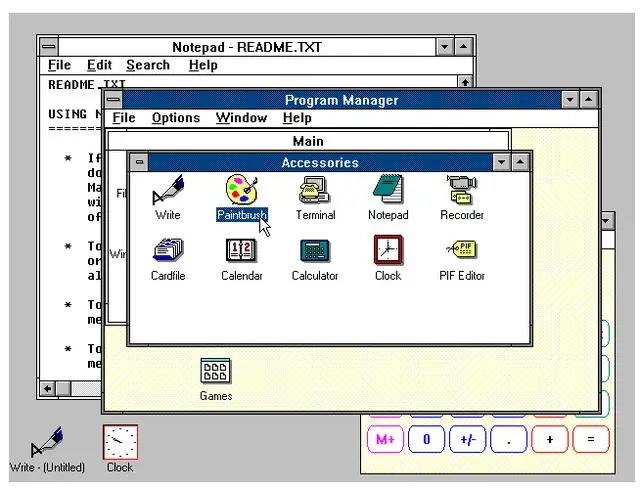 Notepad - README.TXT
File Edit Search Help
README.TXT
USING N
==========
* If
do
Ma
wi
of
* To
or
al
* To
me
* To
me
Program Manager
File Options Window Help
Main
Fil
Win
Accessories
Write Paintbrush Terminal Notepad Recorder
Cardfile Calendar Calculator Clock PIF Editor
Games
M+ 0 +/- . + =
Write - (Untitled) Clock